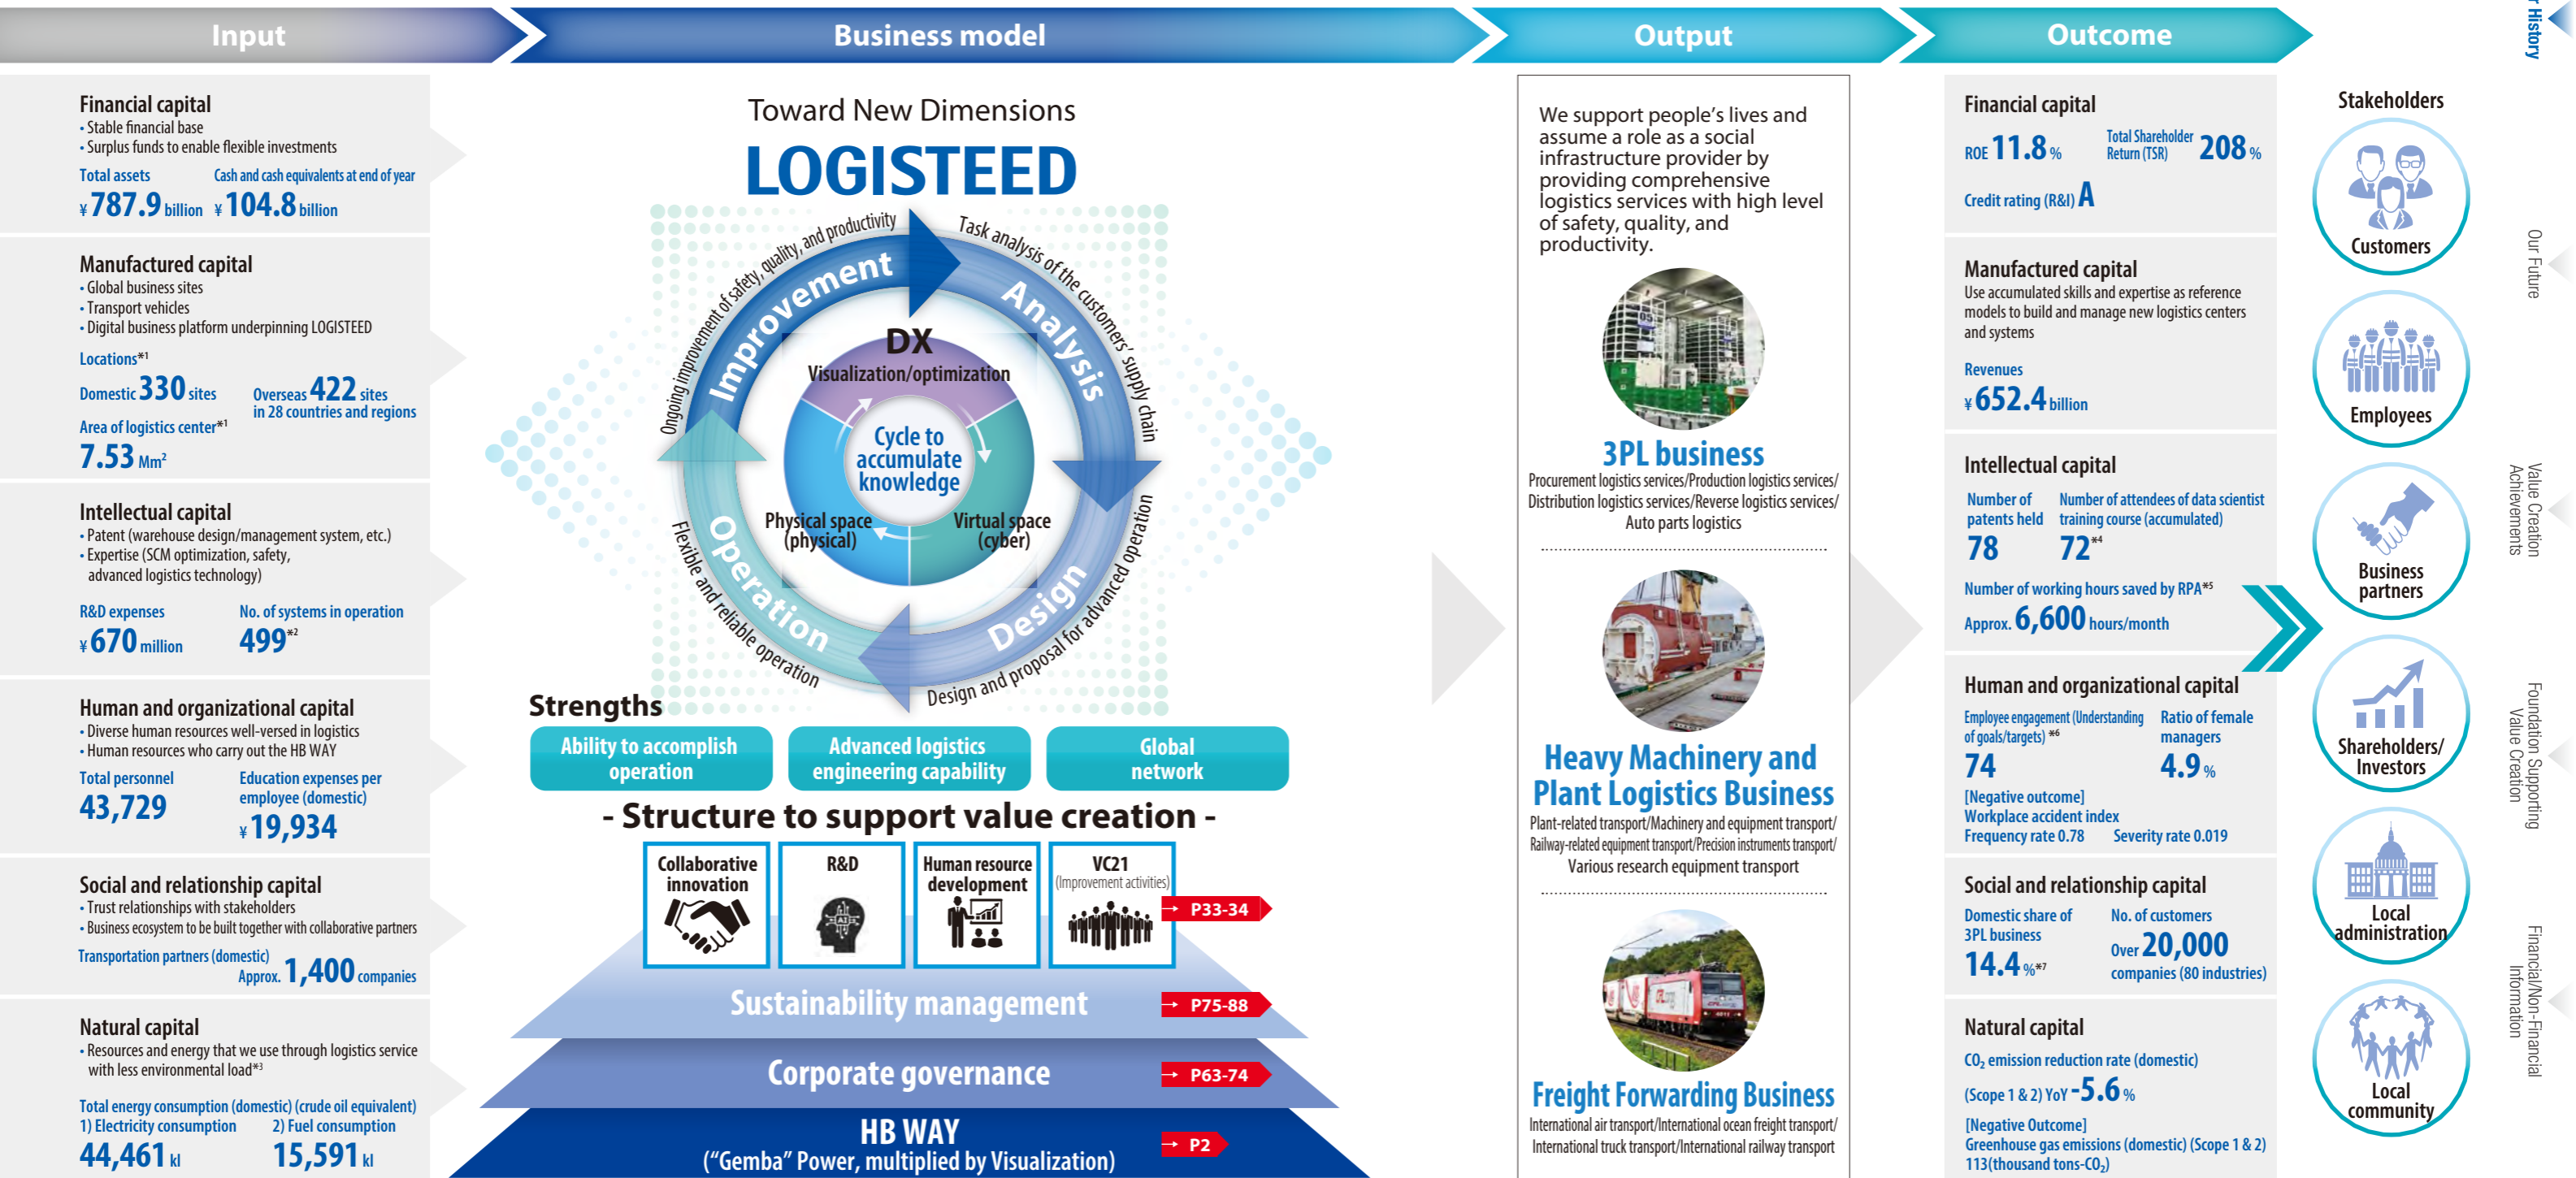 Input
Business model
Output
Outcome
Financial capital
• Stable financial base
• Surplus funds to enable flexible investments
Total assets
¥ 787.9 billion
Cash and cash equivalents at end of year
¥ 104.8 billion
Manufactured capital
• Global business sites
• Transport vehicles
• Digital business platform underpinning LOGISTEED
Locations*1
Domestic 330 sites
Overseas 422 sites
in 28 countries and regions
Area of logistics center*1
7.53 Mm²
Intellectual capital
• Patent (warehouse design/management system, etc.)
• Expertise (SCM optimization, safety,
advanced logistics technology)
R&D expenses
¥ 670 million
No. of systems in operation
499*2
Human and organizational capital
• Diverse human resources well-versed in logistics
• Human resources who carry out the HB WAY
Total personnel
43,729
Education expenses per
employee (domestic)
¥ 19,934
Social and relationship capital
• Trust relationships with stakeholders
• Business ecosystem to be built together with collaborative partners
Transportation partners (domestic)
Approx. 1,400 companies
Natural capital
• Resources and energy that we use through logistics service
with less environmental load*3
Total energy consumption (domestic) (crude oil equivalent)
1) Electricity consumption
44,461 kl
2) Fuel consumption
15,591 kl
Toward New Dimensions
LOGISTEED
Ongoing improvement of safety, quality, and productivity
Task analysis of the customers' supply chain
Improvement
Analysis
DX
Visualization/optimization
Cycle to
accumulate
knowledge
Physical space
(physical)
Virtual space
(cyber)
Operation
Design
Flexible and reliable operation
Design and proposal for advanced operation
Strengths
Ability to accomplish
operation
Advanced logistics
engineering capability
Global
network
- Structure to support value creation -
Collaborative
innovation
R&D
AI
Human resource
development
VC21
(Improvement activities)
→ P33-34
Sustainability management
→ P75-88
Corporate governance
→ P63-74
HB WAY
("Gemba" Power, multiplied by Visualization)
→ P2
We support people's lives and
assume a role as a social
infrastructure provider by
providing comprehensive
logistics services with high level
of safety, quality, and
productivity.
05
3PL business
Procurement logistics services/Production logistics services/
Distribution logistics services/Reverse logistics services/
Auto parts logistics
Heavy Machinery and
Plant Logistics Business
Plant-related transport/Machinery and equipment transport/
Railway-related equipment transport/Precision instruments transport/
Various research equipment transport
Freight Forwarding Business
International air transport/International ocean freight transport/
International truck transport/International railway transport
Financial capital
ROE 11.8 %
Total Shareholder
Return (TSR) 208 %
Credit rating (R&I) A
Manufactured capital
Use accumulated skills and expertise as reference
models to build and manage new logistics centers
and systems
Revenues
¥ 652.4 billion
Intellectual capital
Number of
patents held
78
Number of attendees of data scientist
training course (accumulated)
72*4
Number of working hours saved by RPA*5
Approx. 6,600 hours/month
Human and organizational capital
Employee engagement (Understanding
of goals/targets) *6
74
Ratio of female
managers
4.9 %
[Negative outcome]
Workplace accident index
Frequency rate 0.78 Severity rate 0.019
Social and relationship capital
Domestic share of
3PL business
14.4 %*7
No. of customers
Over 20,000
companies (80 industries)
Natural capital
CO₂ emission reduction rate (domestic)
(Scope 1 & 2) YoY -5.6 %
[Negative Outcome]
Greenhouse gas emissions (domestic) (Scope 1 & 2)
113(thousand tons-CO₂)
Stakeholders
Customers
Employees
Business
partners
Shareholders/
Investors
Local
administration
Local
community
History
Our Future
Value Creation
Achievements
Foundation Supporting
Value Creation
Financial/Non-Financial
Information